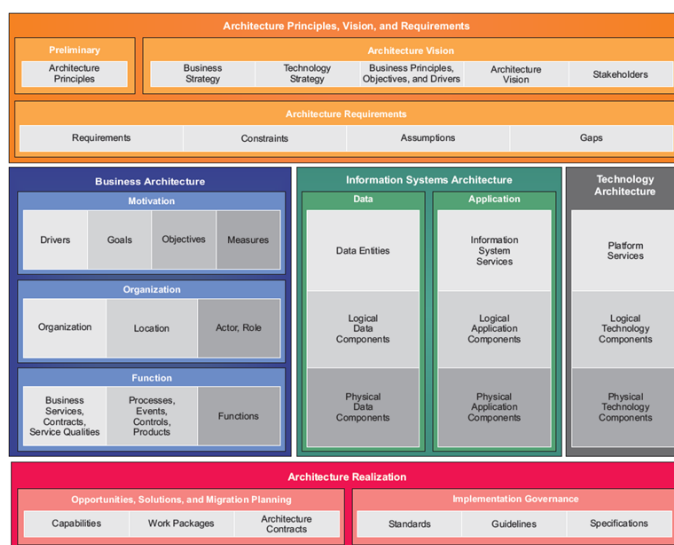 Architecture Principles, Vision, and Requirements
Preliminary
Architecture
Principles
Architecture Vision
Business
Strategy
Technology
Strategy
Business Principles,
Objectives, and Drivers
Architecture
Vision
Stakeholders
Architecture Requirements
Requirements
Constraints
Assumptions
Gaps
Business Architecture
Motivation
Drivers
Goals
Objectives
Measures
Organization
Organization
Location
Actor, Role
Function
Business
Services,
Contracts,
Service Qualities
Processes,
Events,
Controls,
Products
Functions
Information Systems Architecture
Data
Data Entities
Logical
Data
Components
Physical
Data
Components
Application
Information
System
Services
Logical
Application
Components
Physical
Application
Components
Technology
Architecture
Platform
Services
Logical
Technology
Components
Physical
Technology
Components
Architecture Realization
Opportunities, Solutions, and Migration Planning
Capabilities
Work Packages
Architecture
Contracts
Implementation Governance
Standards
Guidelines
Specifications